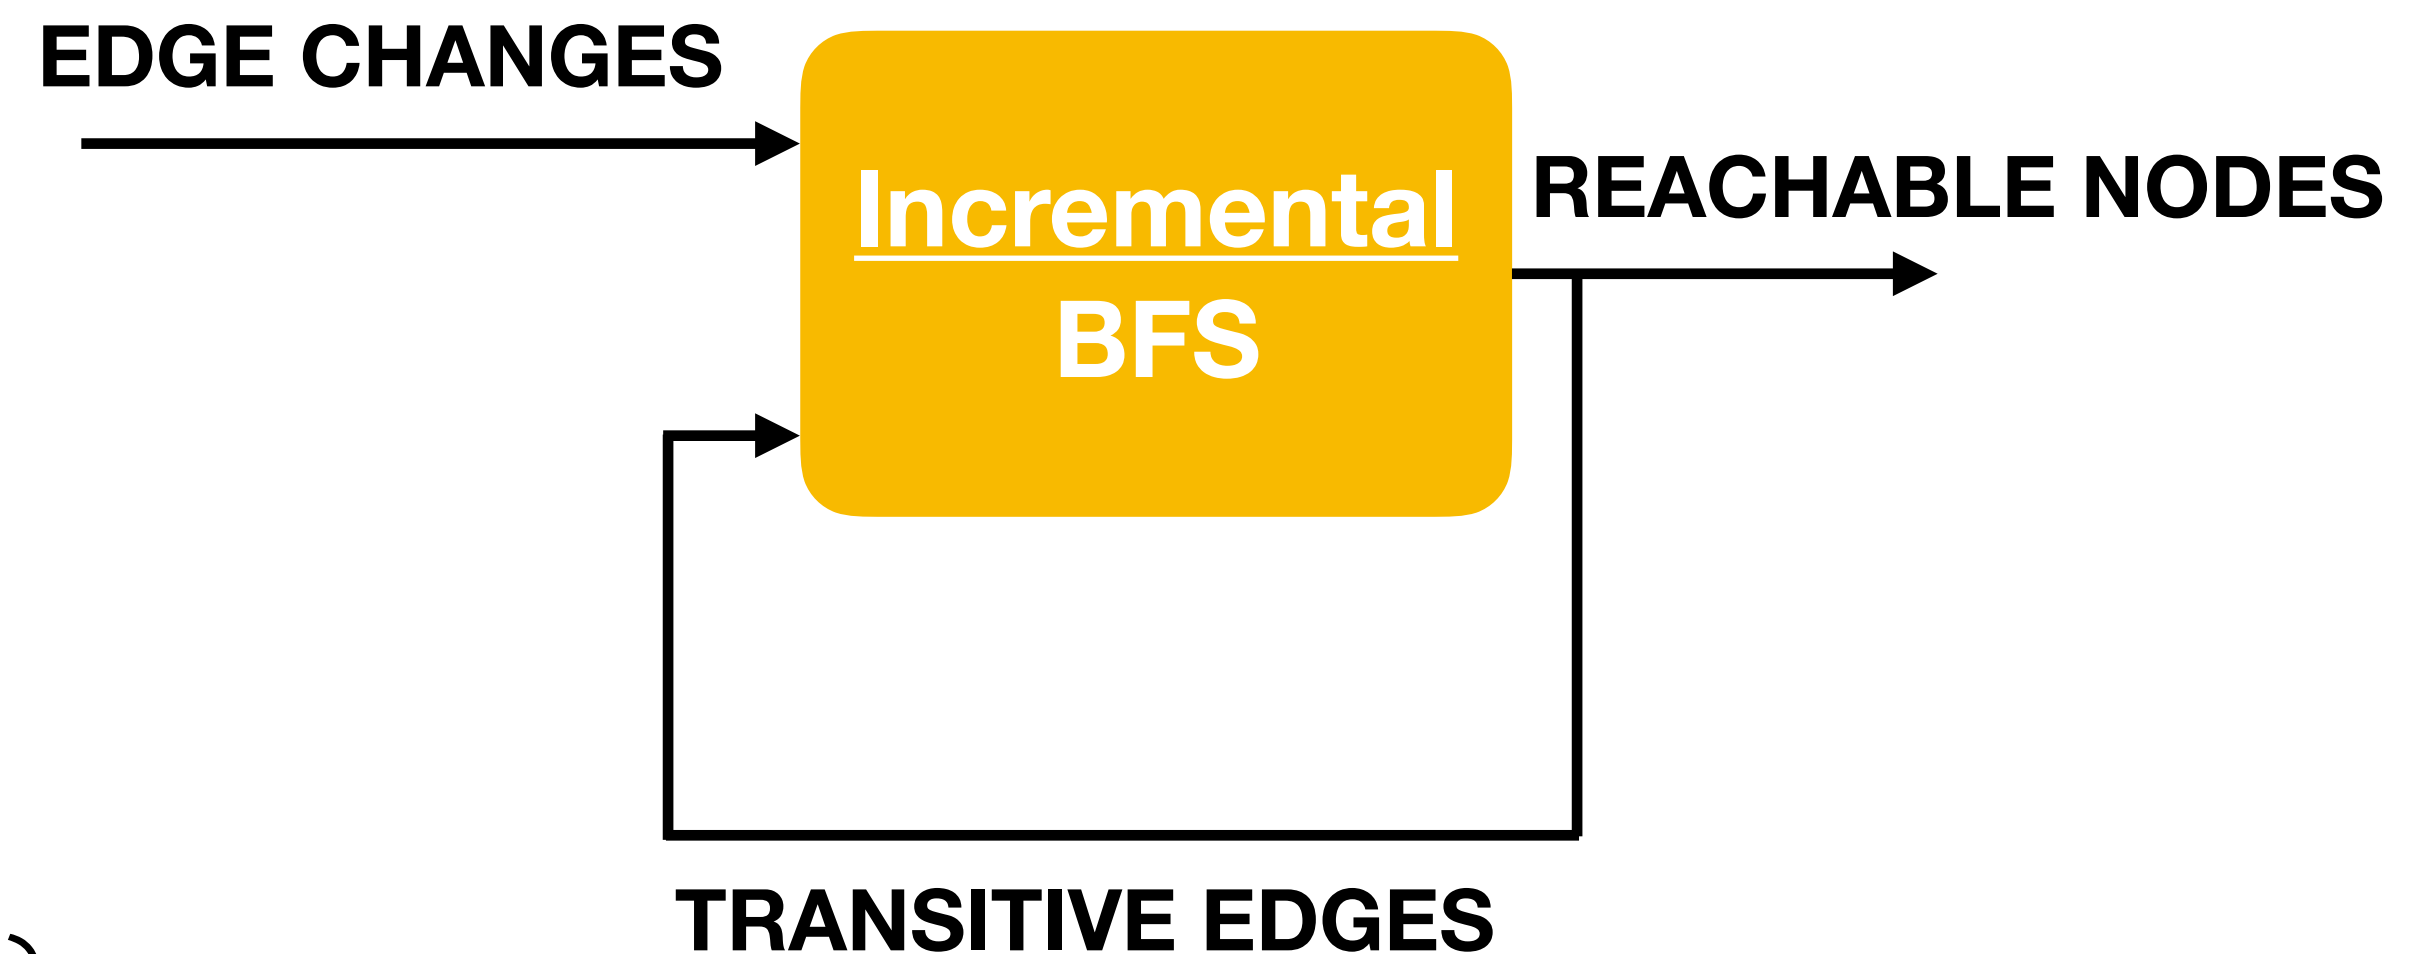 EDGE CHANGES
Incremental
BFS
REACHABLE NODES
TRANSITIVE EDGES